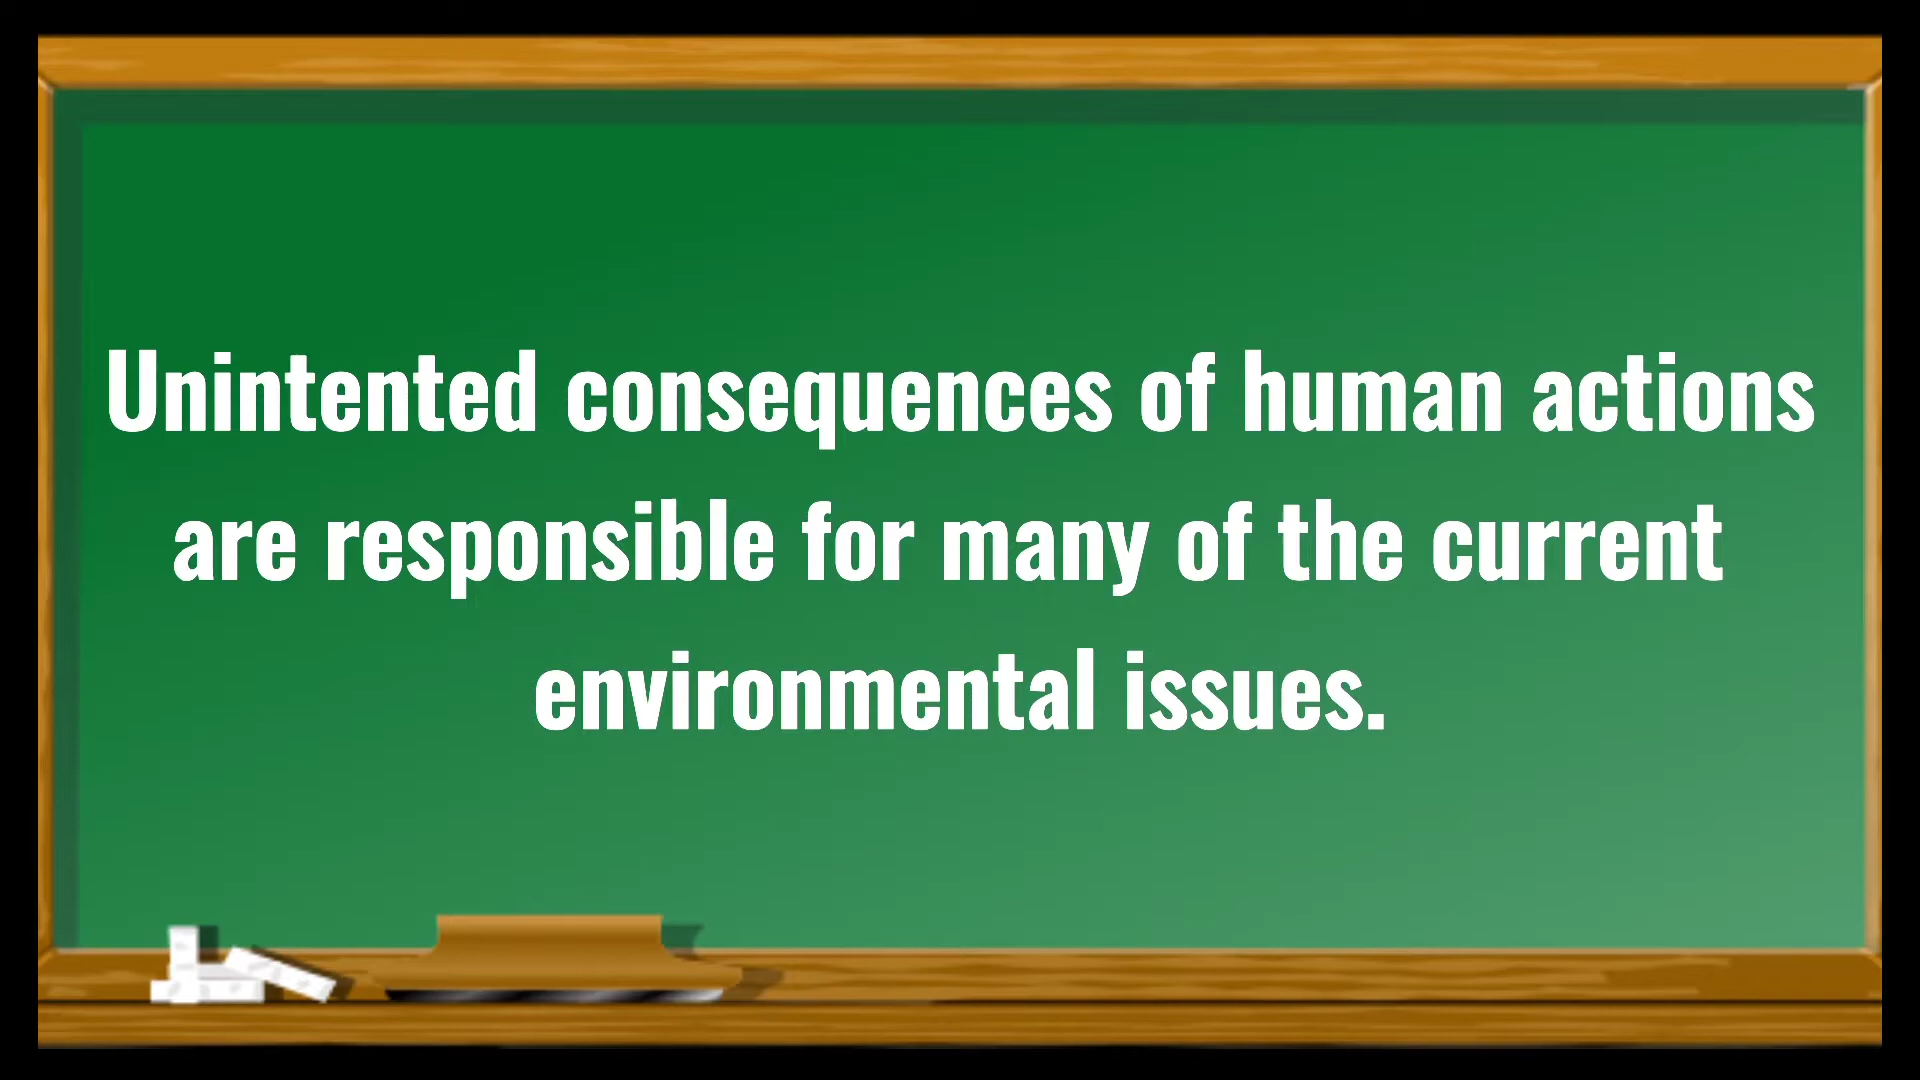 Unintented consequences of human actions
are responsible for many of the current
environmental issues.